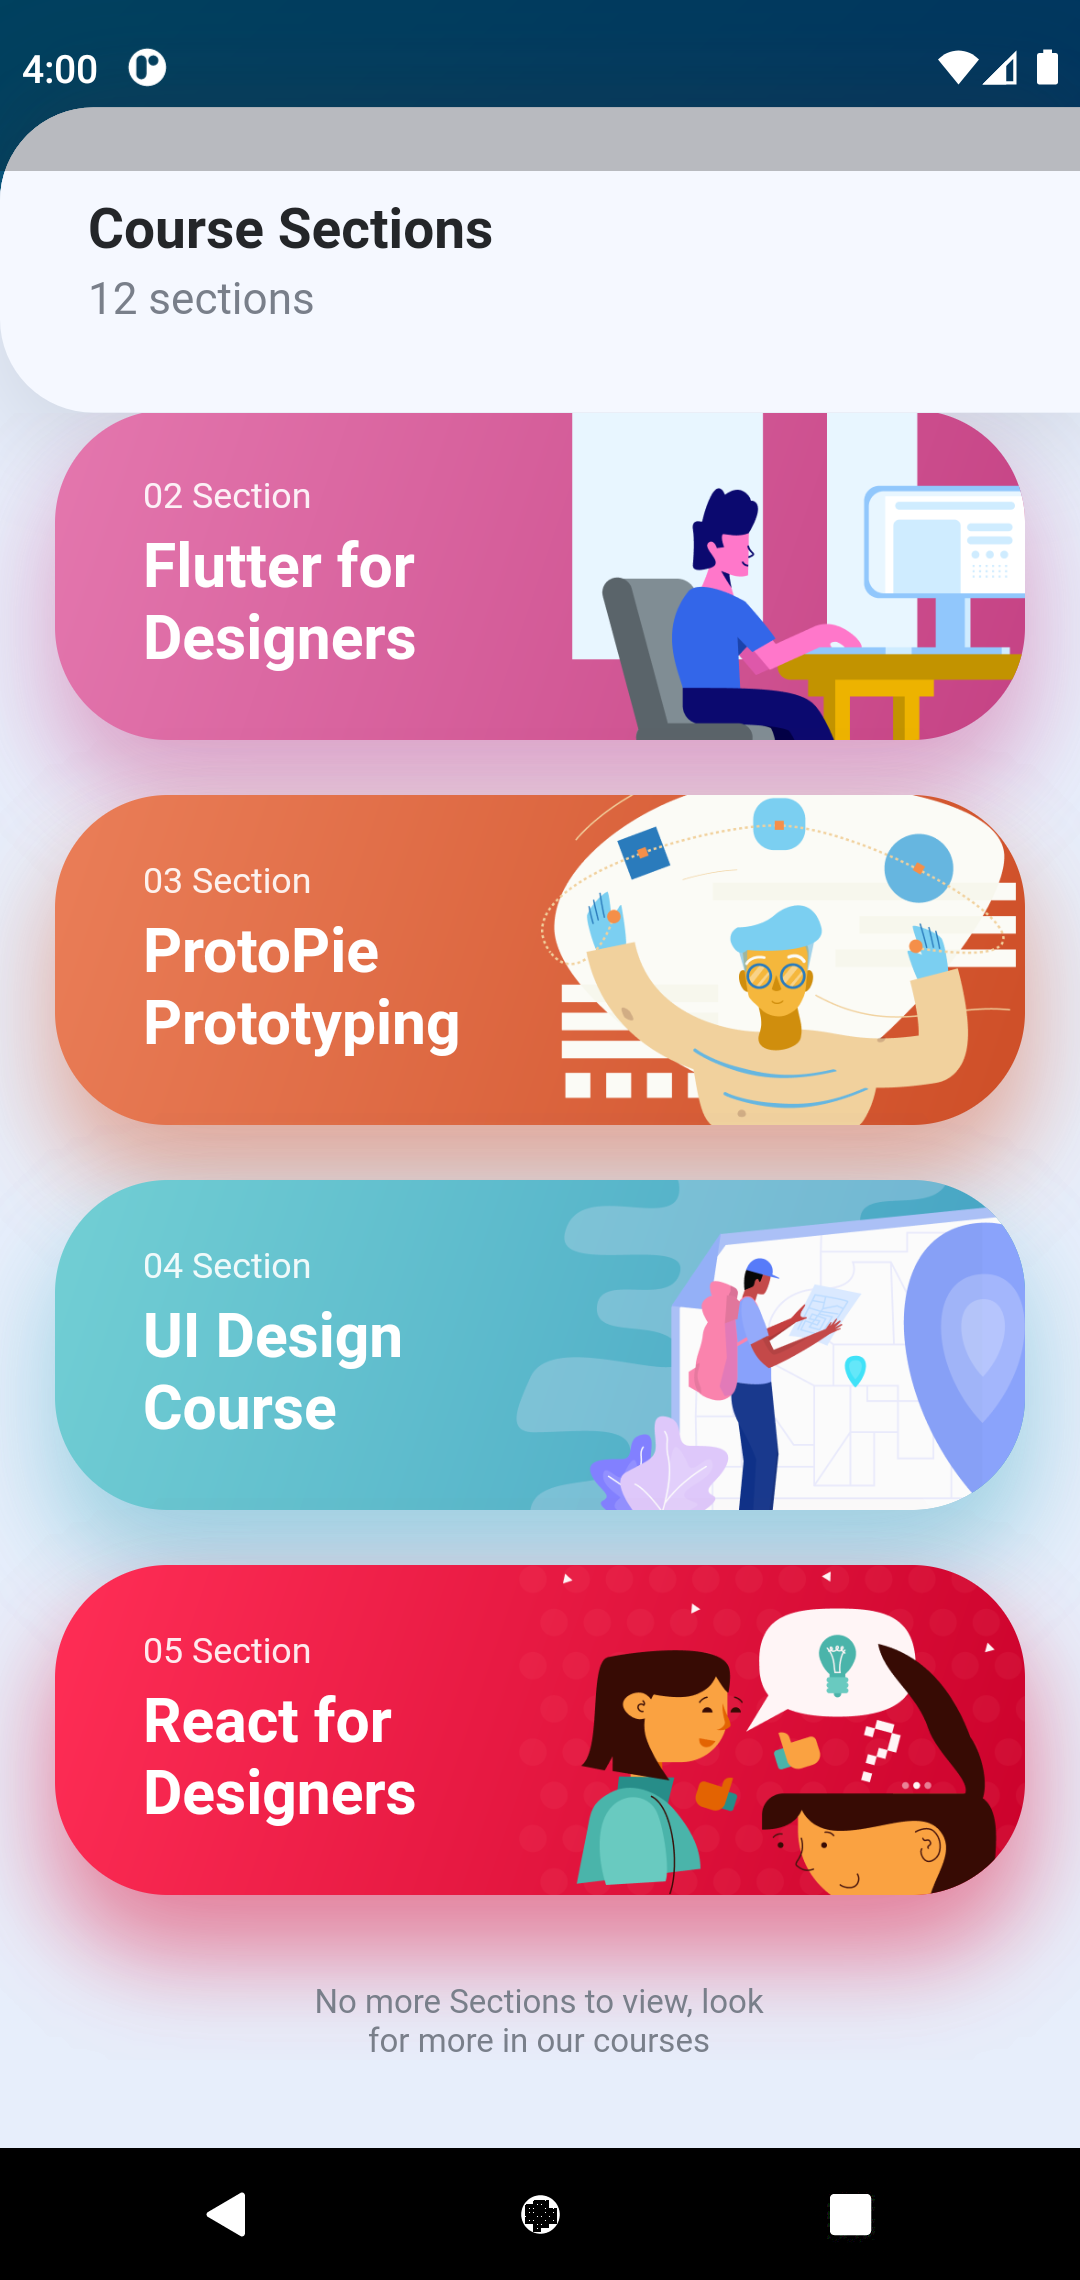 4:00
Course Sections
12 sections
02 Section
Flutter for
Designers
03 Section
ProtoPie
Prototyping
04 Section
UI Design
Course
05 Section
React for
Designers
No more Sections to view, look
for more in our courses